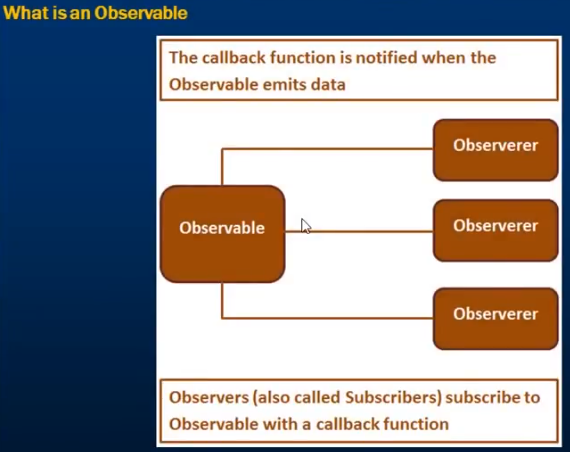 What is an Observable
The callback function is notified when the
Observable emits data
Observerer
Observable
Observerer
Observerer
Observers (also called Subscribers) subscribe to
Observable with a callback function